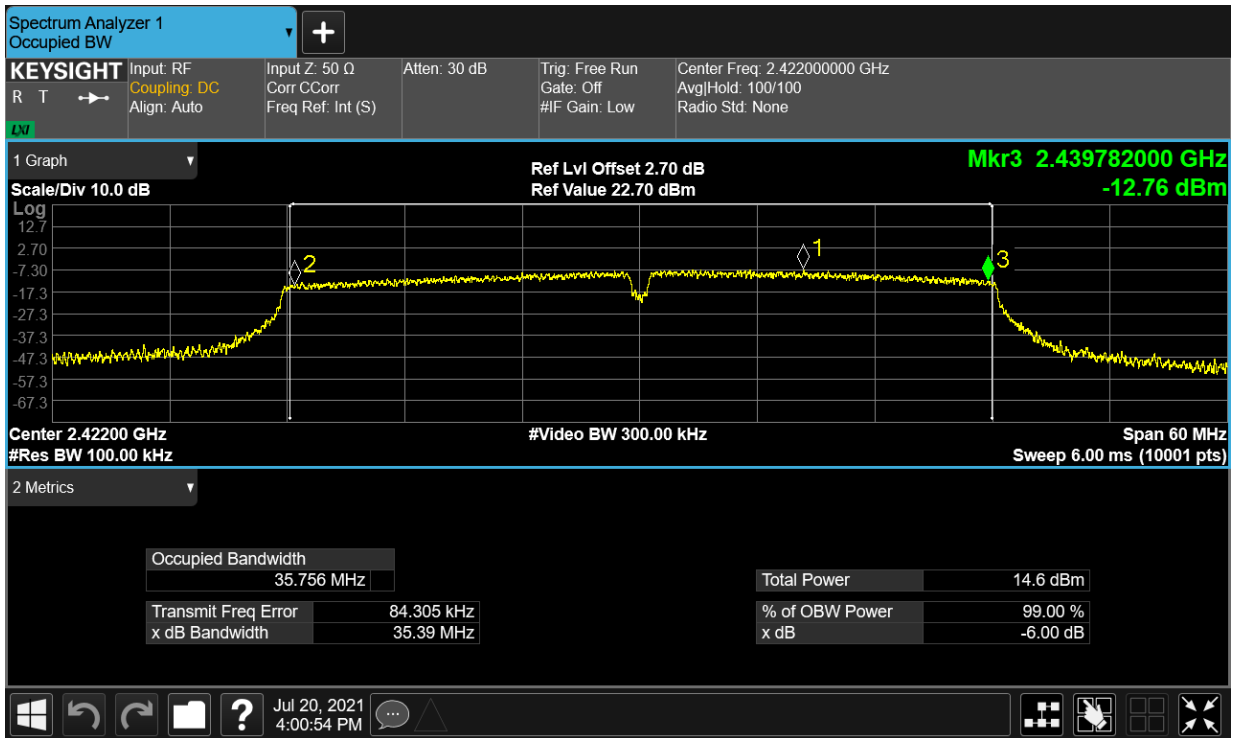 Spectrum Analyzer 1
Occupied BW
KEYSIGHT
R T
LXI
Input: RF
Coupling: DC
Align: Auto
Input Z: 50 Ω
Corr CCorr
Freq Ref: Int (S)
Atten: 30 dB
Trig: Free Run
Gate: Off
#IF Gain: Low
Center Freq: 2.422000000 GHz
Avg|Hold: 100/100
Radio Std: None
1 Graph
Scale/Div 10.0 dB
Ref Lvl Offset 2.70 dB
Ref Value 22.70 dBm
Mkr3 2.439782000 GHz
-12.76 dBm
Log
12.7
2.70
-7.30
-17.3
-27.3
-37.3
-47.3
-57.3
-67.3
2
1
3
Center 2.42200 GHz
#Video BW 300.00 kHz
Span 60 MHz
#Res BW 100.00 kHz
Sweep 6.00 ms (10001 pts)
2 Metrics
Occupied Bandwidth
35.756 MHz
Total Power 14.6 dBm
Transmit Freq Error 84.305 kHz
% of OBW Power 99.00 %
x dB Bandwidth 35.39 MHz
x dB -6.00 dB
?
Jul 20, 2021
4:00:54 PM